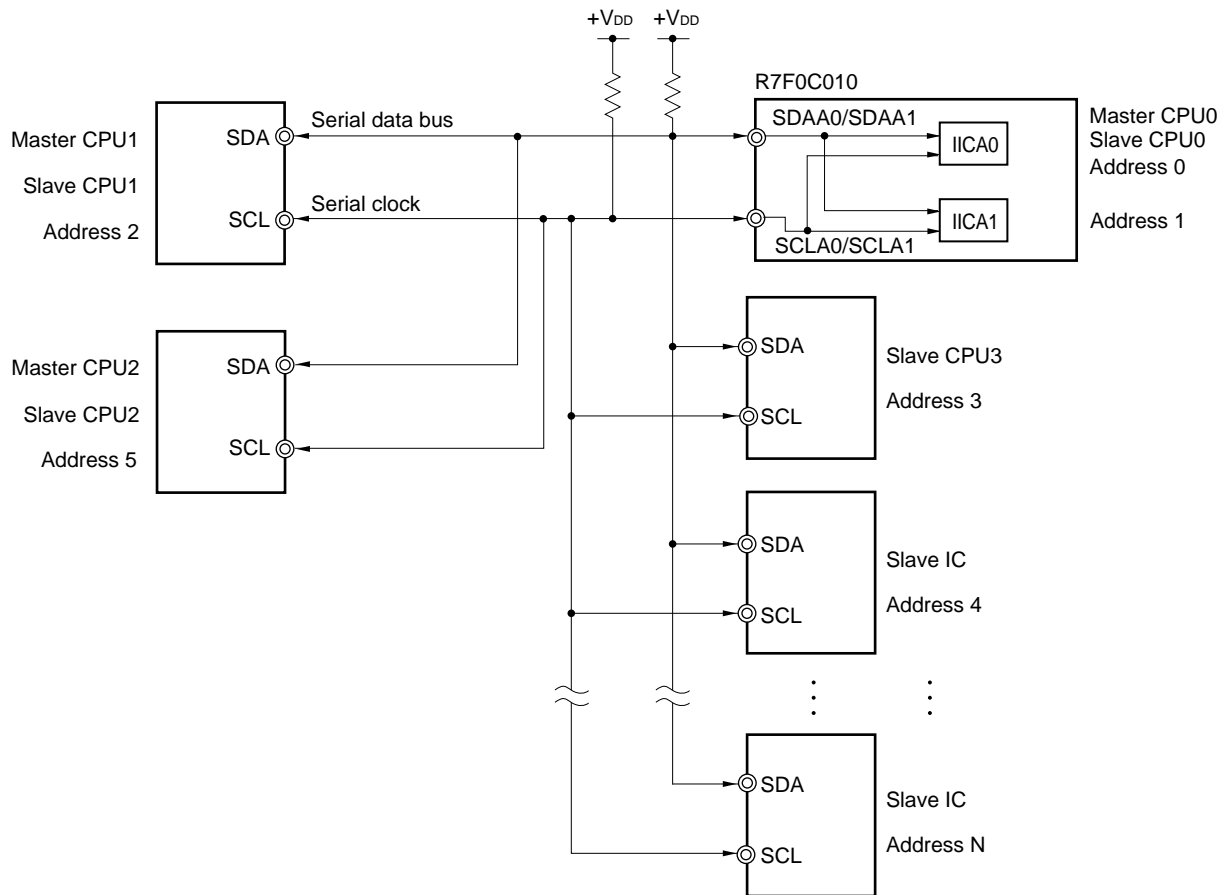 +VDD +VDD
R7F0C010
Master CPU1
Slave CPU1
Address 2
SDA
SCL
Serial data bus
Serial clock
SDAA0/SDAA1
IICA0
IICA1
SCLA0/SCLA1
Master CPU0
Slave CPU0
Address 0
Address 1
Master CPU2
Slave CPU2
Address 5
SDA
SCL
SDA
SCL
Slave CPU3
Address 3
SDA
SCL
Slave IC
Address 4
SDA
SCL
Slave IC
Address N